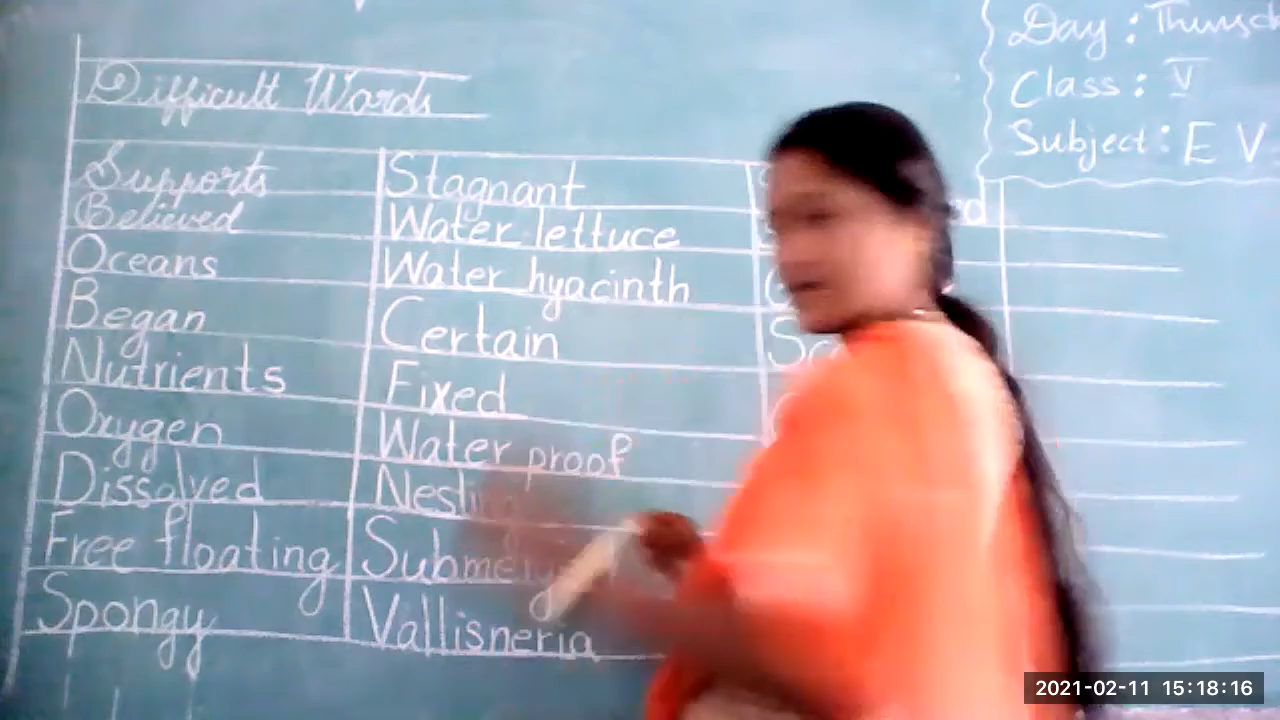 Day :
Class : V
Subject : E V
Difficult Words
Supports Stagnant
Believed Water lettuce
Oceans Water hyacinth
Began Certain
Nutrients Fixed
Oxygen Water proof
Dissolved
Free floating
Spongy Vallisneria
2021-02-11 15:18:16